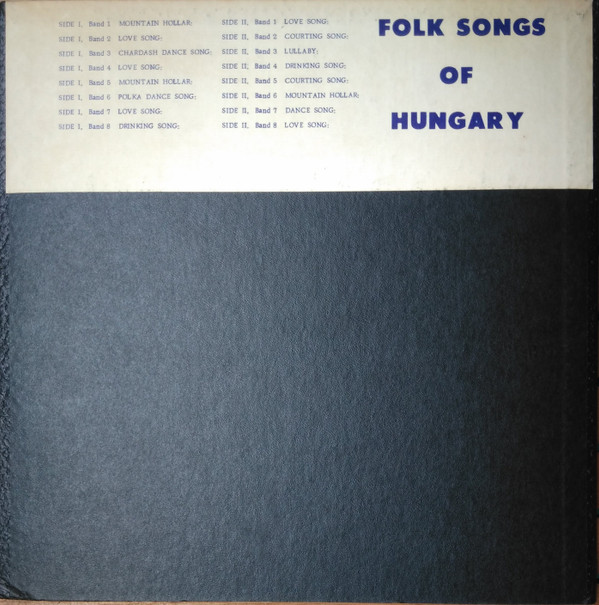 SIDE I, Band 1 MOUNTAIN HOLLAR;
SIDE I, Band 2 LOVE SONG;
SIDE I, Band 3 CHARDASH DANCE SONG;
SIDE I, Band 4 LOVE SONG;
SIDE I, Band 5 MOUNTAIN HOLLAR;
SIDE I, Band 6 POLKA DANCE SONG;
SIDE I, Band 7 LOVE SONG;
SIDE I, Band 8 DRINKING SONG;
SIDE II, Band 1 LOVE SONG;
SIDE II, Band 2 COURTING SONG;
SIDE II, Band 3 LULLABY;
SIDE II, Band 4 DRINKING SONG;
SIDE II, Band 5 COURTING SONG;
SIDE II, Band 6 MOUNTAIN HOLLAR;
SIDE II, Band 7 DANCE SONG;
SIDE II, Band 8 LOVE SONG;
FOLK SONGS
OF
HUNGARY